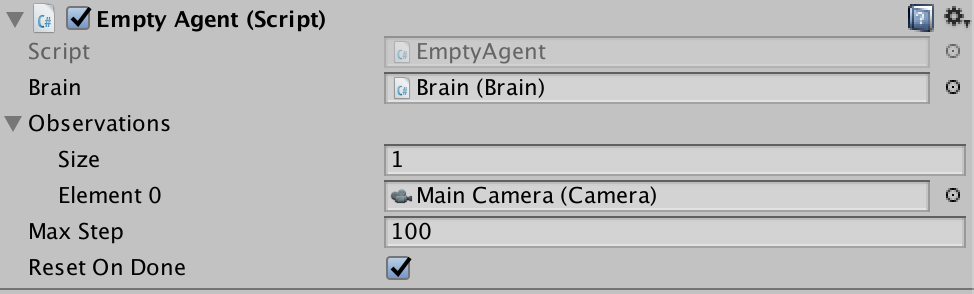 Empty Agent (Script)
Script EmptyAgent
Brain Brain (Brain)
Observations
Size 1
Element 0 Main Camera (Camera)
Max Step 100
Reset On Done